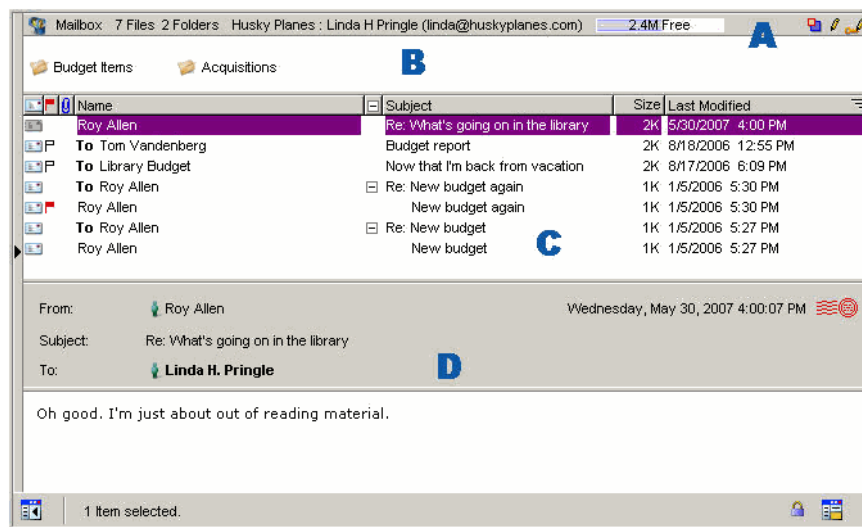 Mailbox 7 Files 2 Folders Husky Planes : Linda H Pringle (linda@huskyplanes.com) 2.4M Free A
Budget Items Acquisitions B
Name Subject Size Last Modified
Roy Allen Re: What's going on in the library 2K 5/30/2007 4:00 PM
To Tom Vandenberg Budget report 2K 8/18/2006 12:55 PM
To Library Budget Now that I'm back from vacation 2K 8/17/2006 6:09 PM
To Roy Allen Re: New budget again 1K 1/5/2006 5:30 PM
Roy Allen New budget again 1K 1/5/2006 5:30 PM
To Roy Allen Re: New budget 1K 1/5/2006 5:27 PM
Roy Allen New budget 1K 1/5/2006 5:27 PM
C
From: Roy Allen Wednesday, May 30, 2007 4:00:07 PM
Subject: Re: What's going on in the library
To: Linda H. Pringle D
Oh good. I'm just about out of reading material.
1 Item selected.